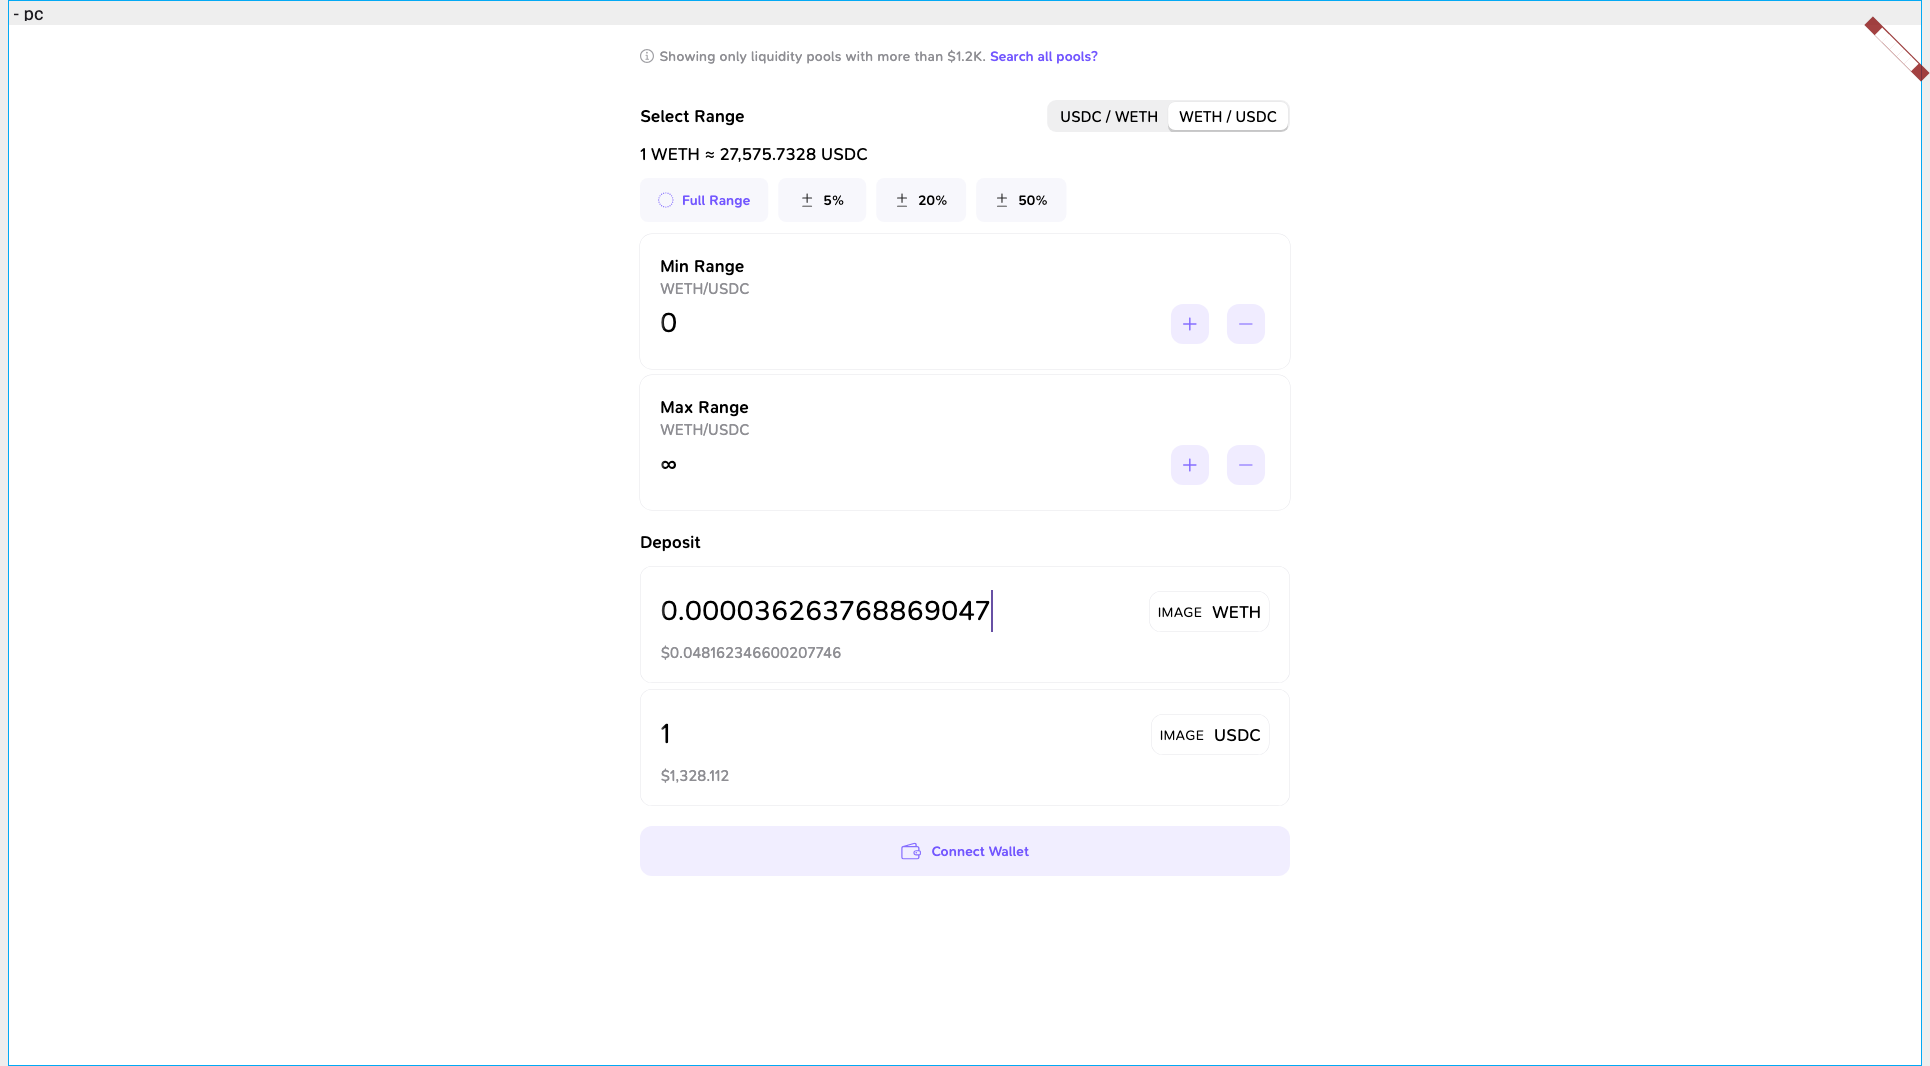 - pc
Showing only liquidity pools with more than $1.2K. Search all pools?
Select Range
USDC / WETH
WETH / USDC
1 WETH ≈ 27,575.7328 USDC
Full Range
± 5%
± 20%
± 50%
Min Range
WETH/USDC
0
Max Range
WETH/USDC
∞
Deposit
0.000036263768869047
IMAGE WETH
$0.048162346600207746
1
IMAGE USDC
$1,328.112
Connect Wallet